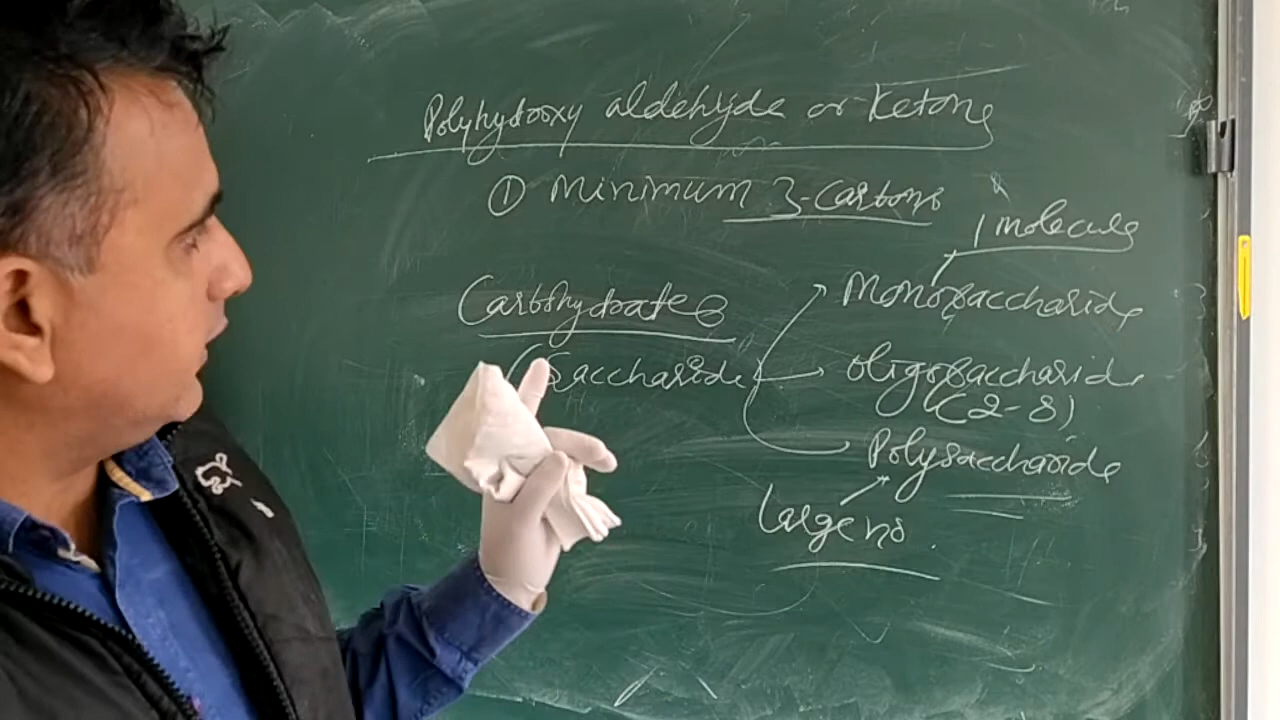 Polyhydroxy aldehyde or Ketone
① Minimum 3-carbons
1 molecule
Carbohydrates
Monosaccharide
(Saccharide
oligosaccharide
(2-8)
Polysaccharide
Large no.